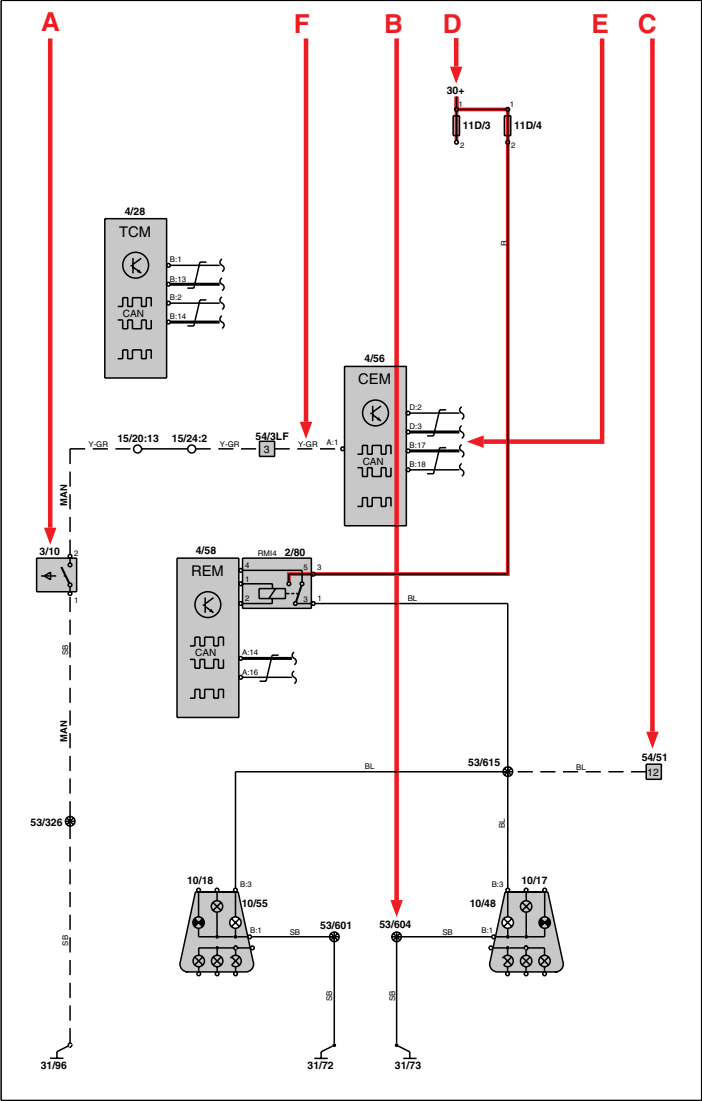 A F B D E C
30+
1 1
11D/3 11D/4
2 2
R
4/28
TCM
B:1
B:13
B:2
CAN
B:14
4/56
CEM
D:2
D:3
B:17
CAN
B:18
Y-GR 15/20:13 15/24:2 Y-GR 54/3LF Y-GR A:1
3
MAN
3/10 2
1
4/58 RMI4 2/80
REM
4 5 3
1
2 3 1
BL
CAN
A:14
A:16
SB
MAN
53/615 54/51
BL BL 12
53/326
BL
10/18 B:3 B:3 10/17
10/55 10/48
B:1 SB 53/601 53/604 SB B:1
SB
SB SB
31/96 31/72 31/73